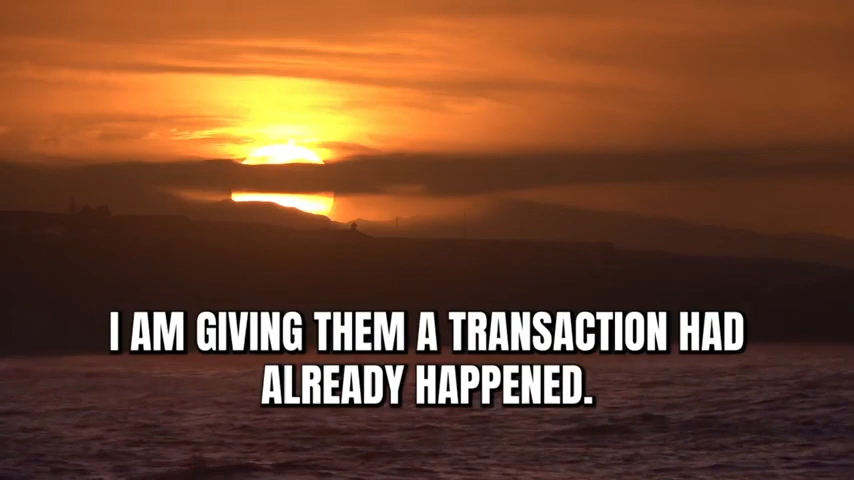 I AM GIVING THEM A TRANSACTION HAD
ALREADY HAPPENED.